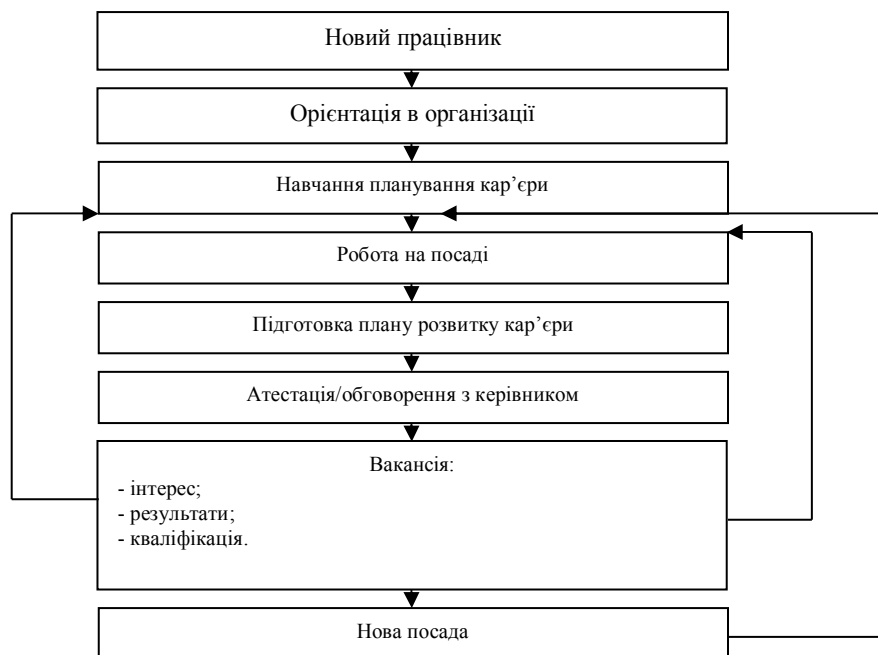 Новий працівник
Орієнтація в організації
Навчання планування кар’єри
Робота на посаді
Підготовка плану розвитку кар’єри
Атестація/обговорення з керівником
Вакансія:
- інтерес;
- результати;
- кваліфікація.
Нова посада